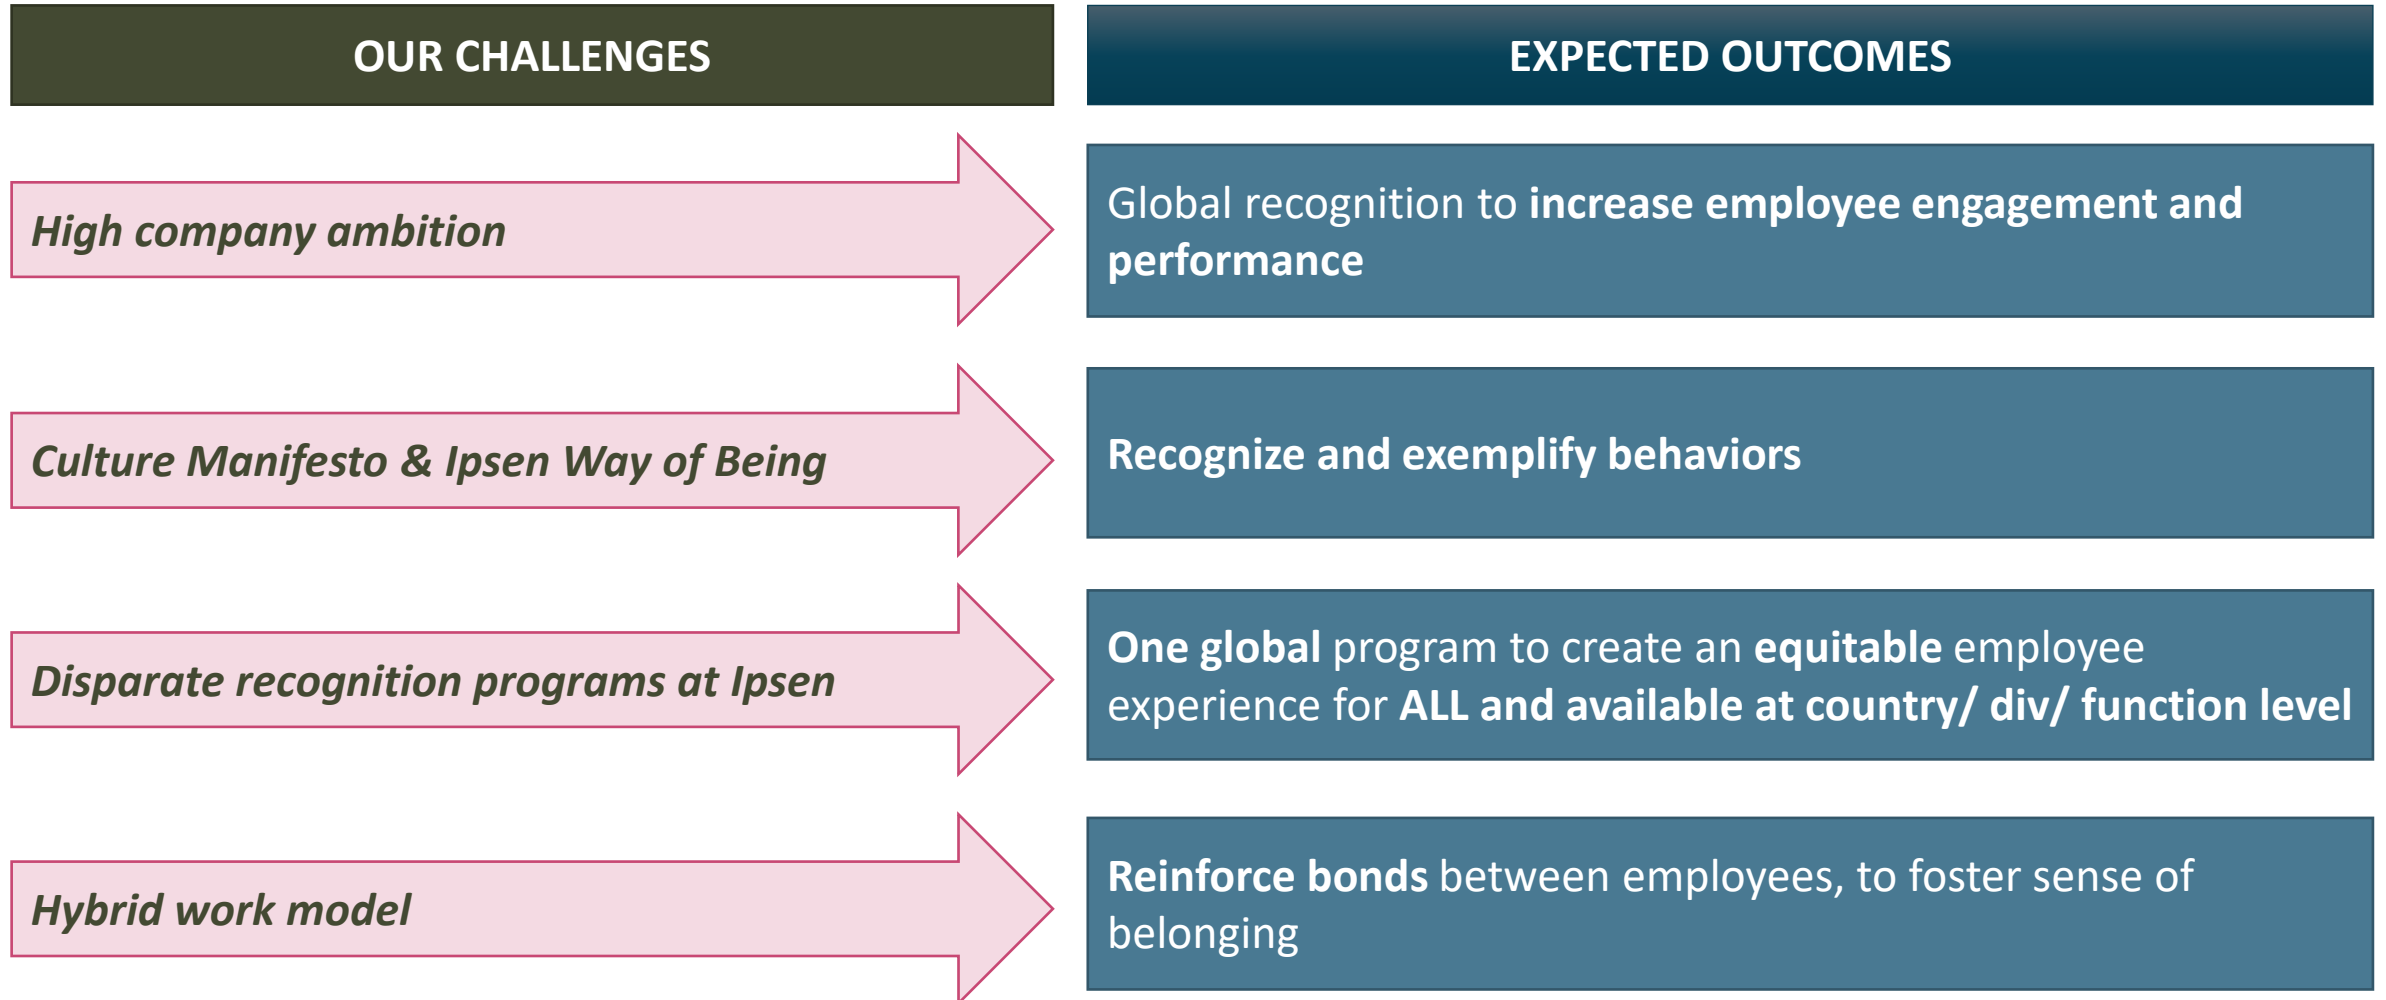 OUR CHALLENGES
EXPECTED OUTCOMES
High company ambition
Global recognition to increase employee engagement and
performance
Culture Manifesto & Ipsen Way of Being
Recognize and exemplify behaviors
Disparate recognition programs at Ipsen
One global program to create an equitable employee
experience for ALL and available at country/ div/ function level
Hybrid work model
Reinforce bonds between employees, to foster sense of
belonging